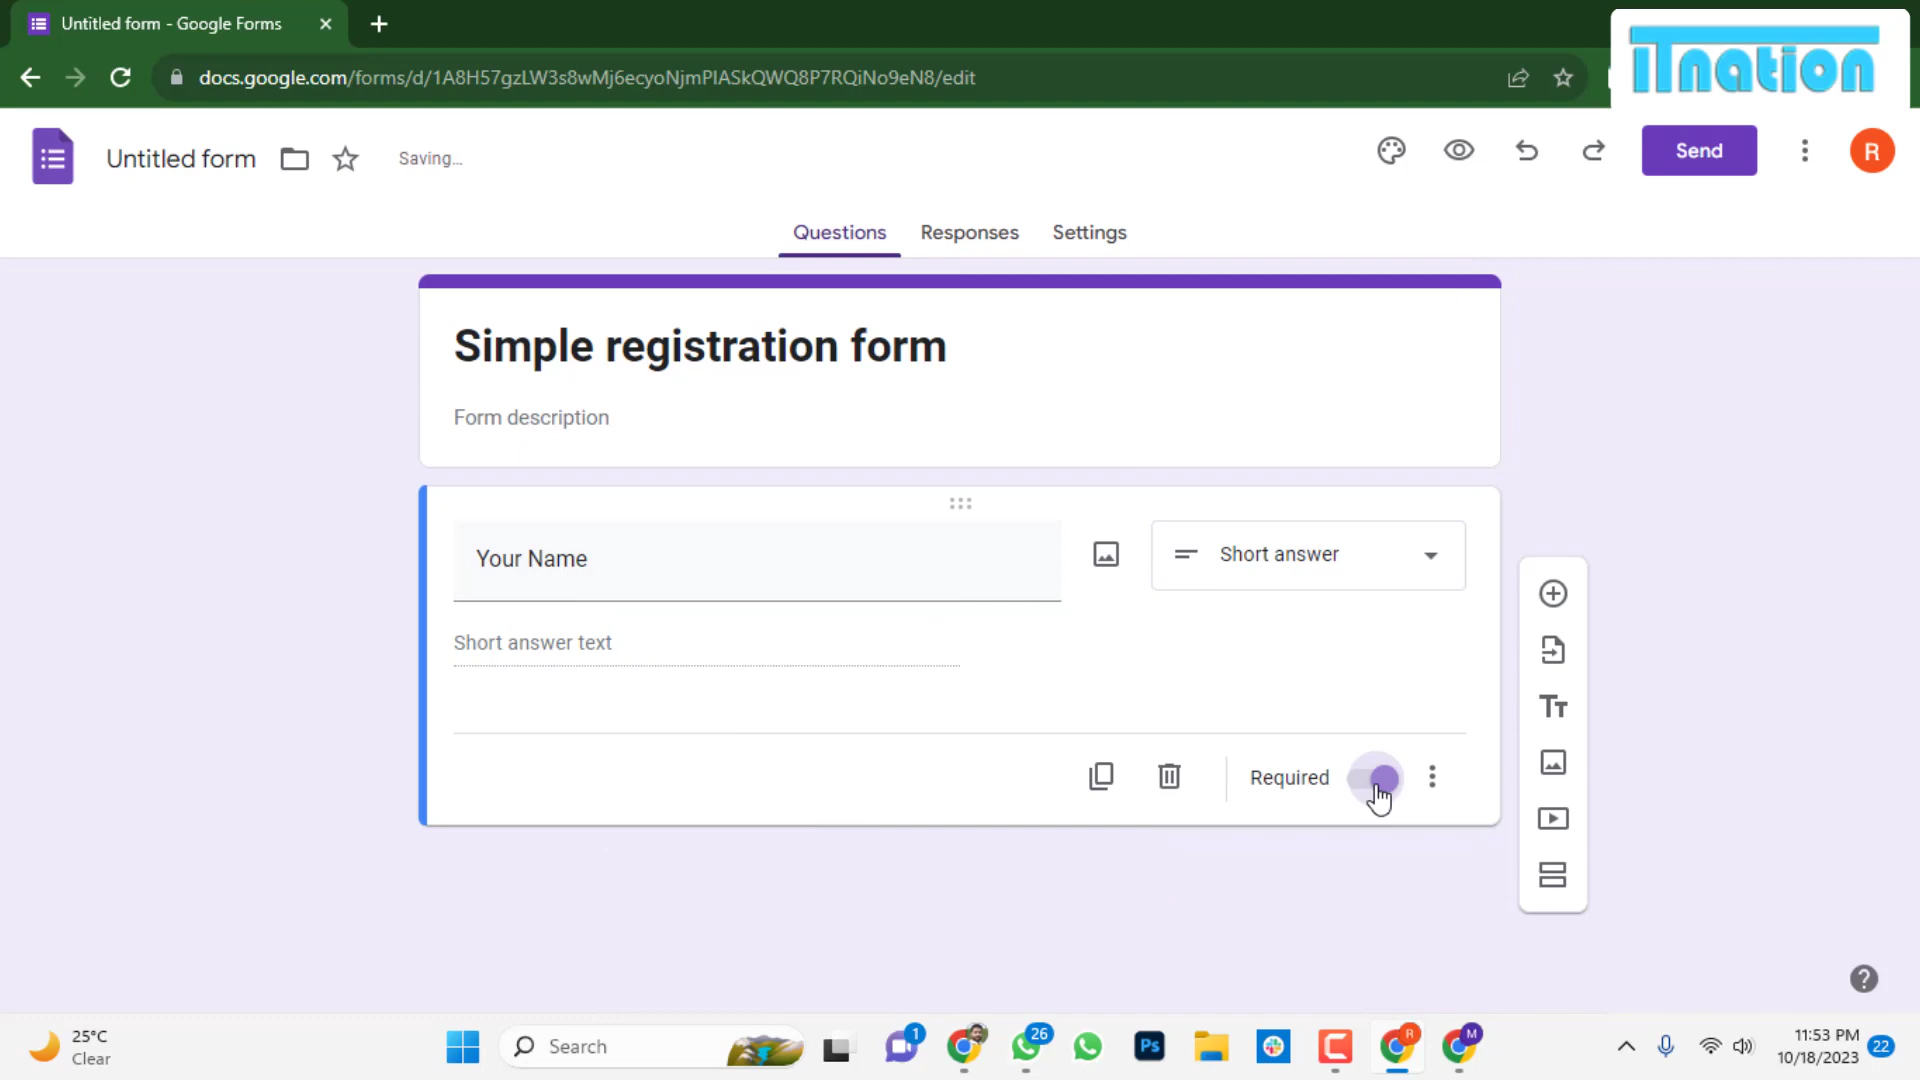 Untitled form - Google Forms
docs.google.com/forms/d/1A8H57gzLW3s8wMj6ecyoNjmPIASkQWQ8P7RQiNo9eN8/edit
iTnation
Untitled form
Saving...
Send
R
Questions
Responses
Settings
Simple registration form
Form description
Your Name
Short answer
Short answer text
Required
25°C
Clear
Search
1
26
Ps
R
M
11:53 PM
10/18/2023
22